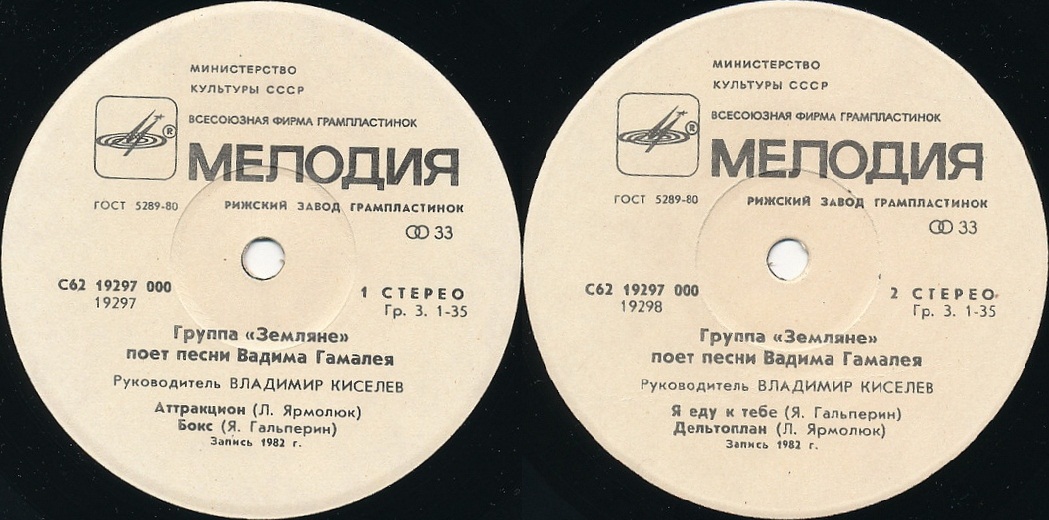 МИНИСТЕРСТВО
КУЛЬТУРЫ СССР
ВСЕСОЮЗНАЯ ФИРМА ГРАМПЛАСТИНОК
®
МЕЛОДИЯ
ГОСТ 5289-80
РИЖСКИЙ ЗАВОД ГРАМПЛАСТИНОК
33
С62 19297 000
19297
1 СТЕРЕО
Гр. 3. 1-35
Группа «Земляне»
поет песни Вадима Гамалея
Руководитель ВЛАДИМИР КИСЕЛЕВ
Аттракцион (Л. Ярмолюк)
Бокс (Я. Гальперин)
Запись 1982 г.
МИНИСТЕРСТВО
КУЛЬТУРЫ СССР
ВСЕСОЮЗНАЯ ФИРМА ГРАМПЛАСТИНОК
®
МЕЛОДИЯ
ГОСТ 5289-80
РИЖСКИЙ ЗАВОД ГРАМПЛАСТИНОК
33
С62 19297 000
19298
2 СТЕРЕО
Гр. 3. 1-35
Группа «Земляне»
поет песни Вадима Гамалея
Руководитель ВЛАДИМИР КИСЕЛЕВ
Я еду к тебе (Я. Гальперин)
Дельтоплан (Л. Ярмолюк)
Запись 1982 г.